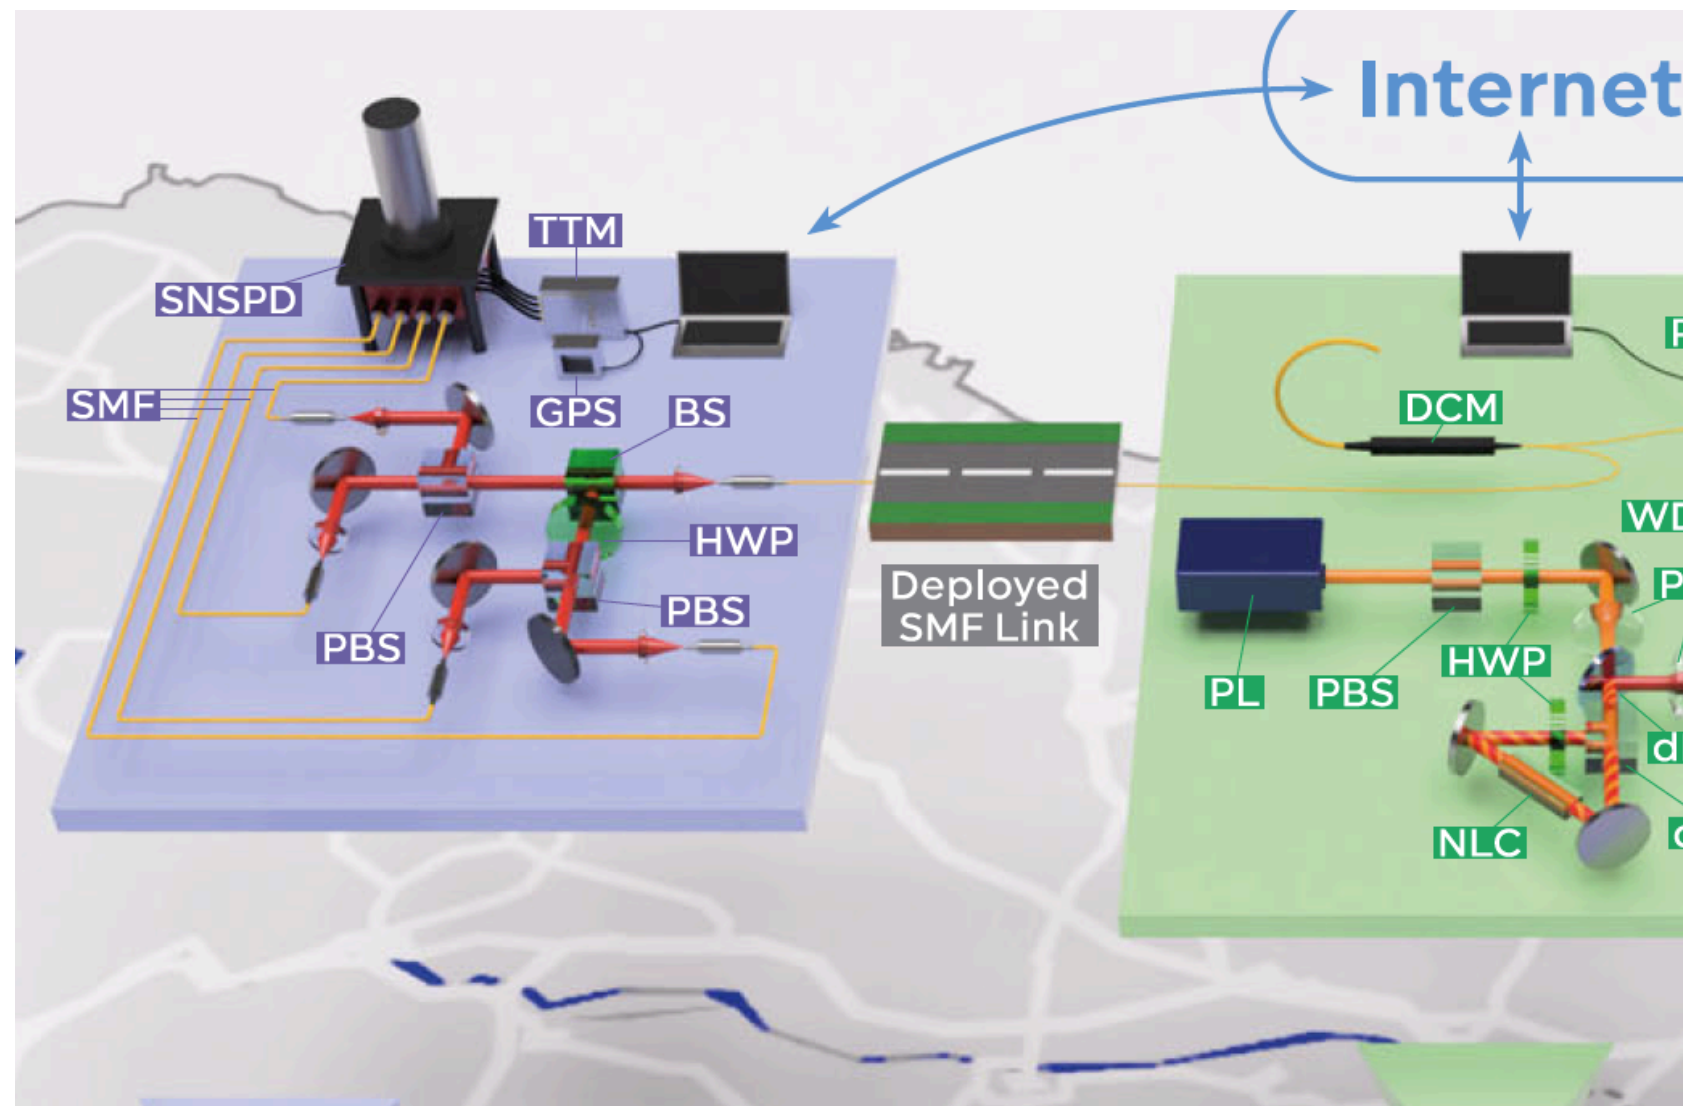 Internet
TTM
SNSPD
SMF
GPS
BS
DCM
HWP
Deployed
SMF Link
PBS
PBS
HWP
PL
PBS
NLC